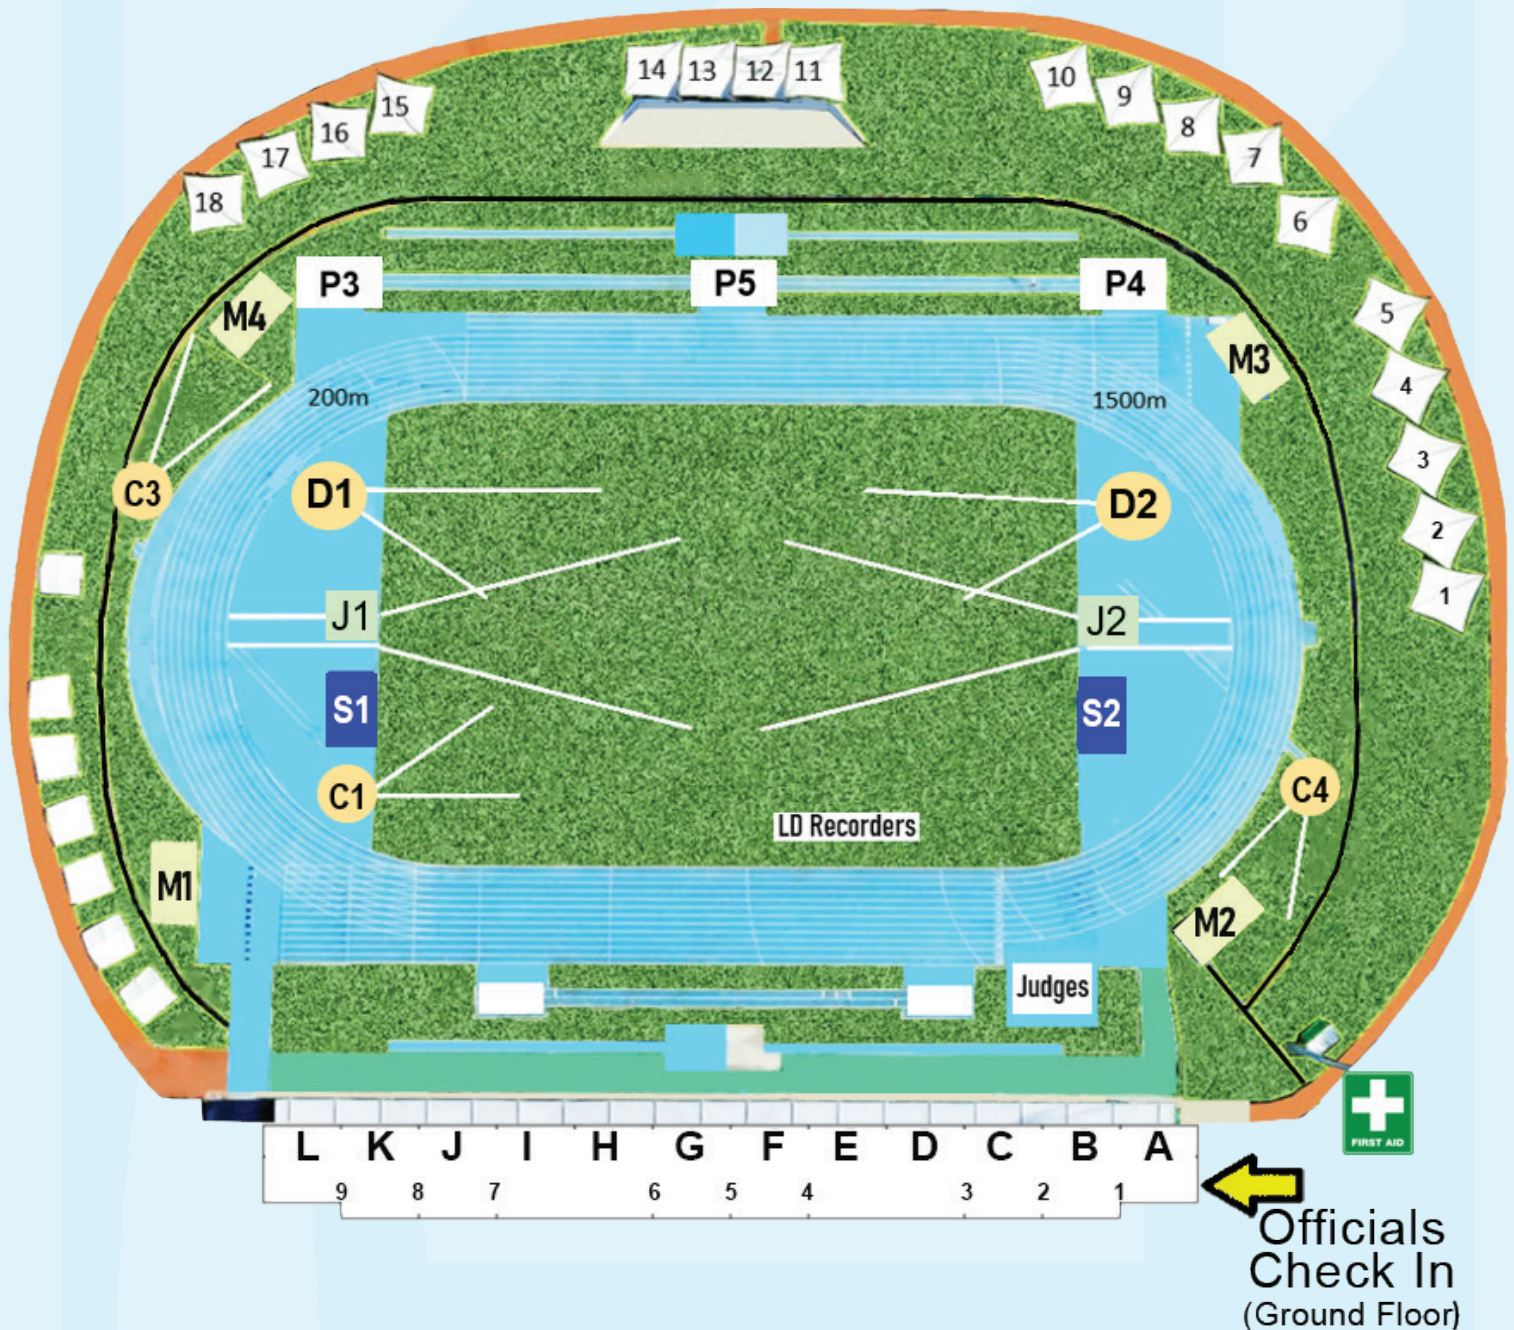 14 13 12 11
10
9
8
7
6
5
4
3
2
1
15
16
17
18
P3
P5
P4
M4
M3
200m
1500m
C3
D1
D2
J1
J2
S1
S2
C1
C4
LD Recorders
M1
M2
Judges
FIRST AID
L K J I H G F E D C B A
9 8 7 6 5 4 3 2 1
Officials
Check In
(Ground Floor)